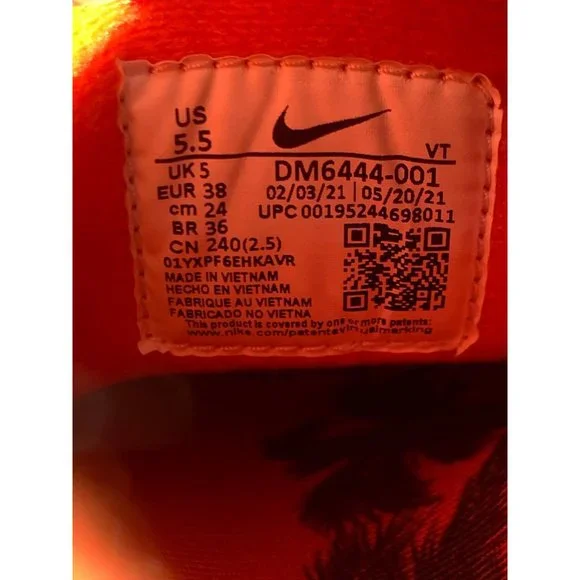 US
5.5
VT
UK 5
EUR 38
cm 24
BR 36
CN 240(2.5)
DM6444-001
02/03/21 | 05/20/21
UPC 00195244698011
01YXPF6EHKAVR
MADE IN VIETNAM
HECHO EN VIETNAM
FABRIQUE AU VIETNAM
FABRICADO NO VIETNA
This product is covered by one or more patents:
www.nike.com/patentsvirtualmarking